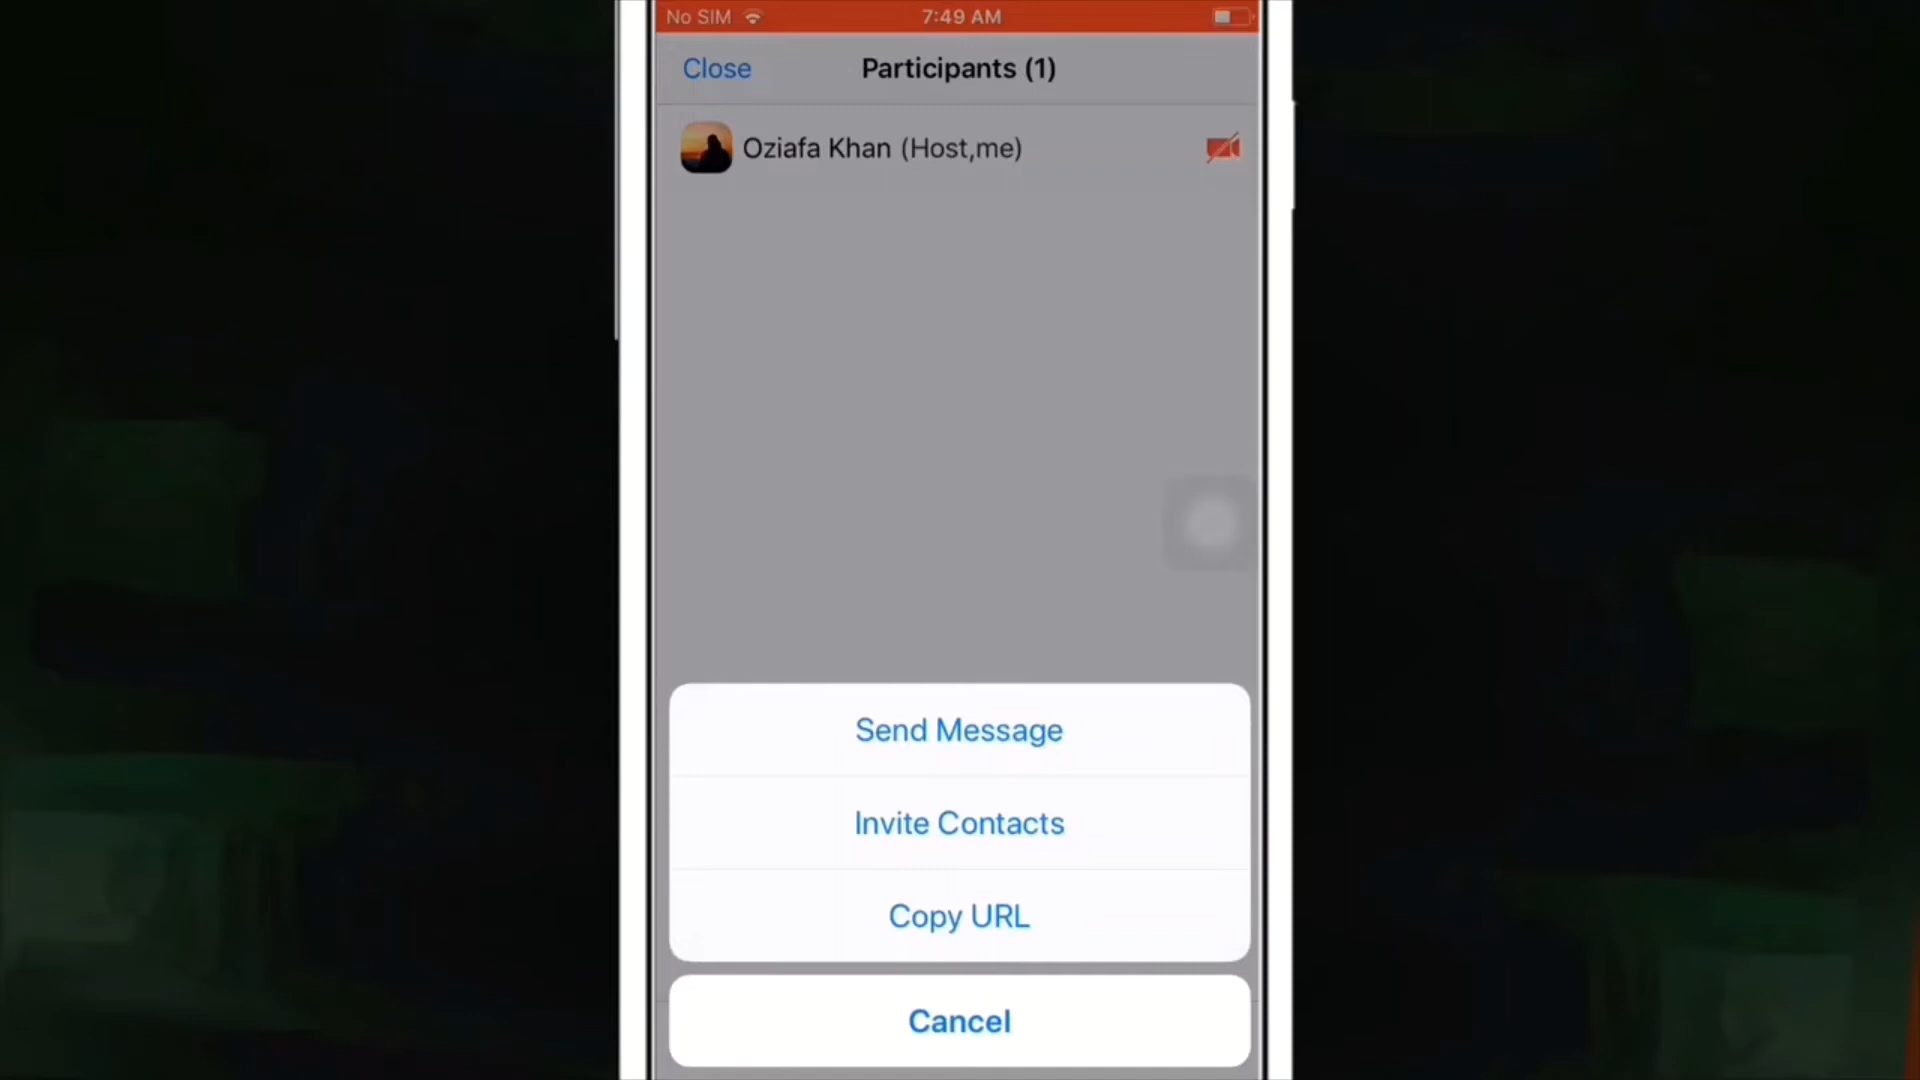 No SIM 7:49 AM
Close Participants (1)
Oziafa Khan (Host,me)
Send Message
Invite Contacts
Copy URL
Cancel